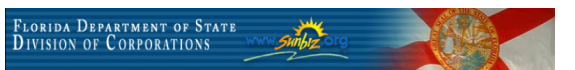 FLORIDA DEPARTMENT OF STATE
DIVISION OF CORPORATIONS
www.Sunbiz.org